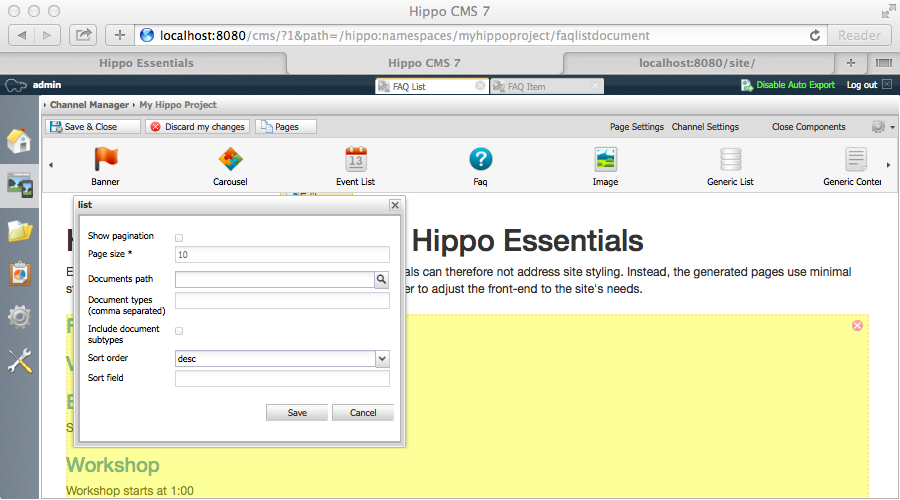 Hippo CMS 7
localhost:8080/cms/?1&path=/hippo:namespaces/myhippoproject/faqlistdocument
Reader
Hippo Essentials
Hippo CMS 7
localhost:8080/site/
admin
FAQ List
FAQ Item
Disable Auto Export
Log out
Channel Manager
My Hippo Project
Save & Close
Discard my changes
Pages
Page Settings
Channel Settings
Close Components
13
Banner
Carousel
Event List
Faq
Image
Generic List
Generic Conter
list
Show pagination
Page size *
10
Documents path
Document types
(comma separated)
Include document
subtypes
Sort order
desc
Sort field
Save
Cancel
Hippo Essentials
als can therefore not address site styling. Instead, the generated pages use minimal
er to adjust the front-end to the site's needs.
Workshop
Workshop starts at 1:00